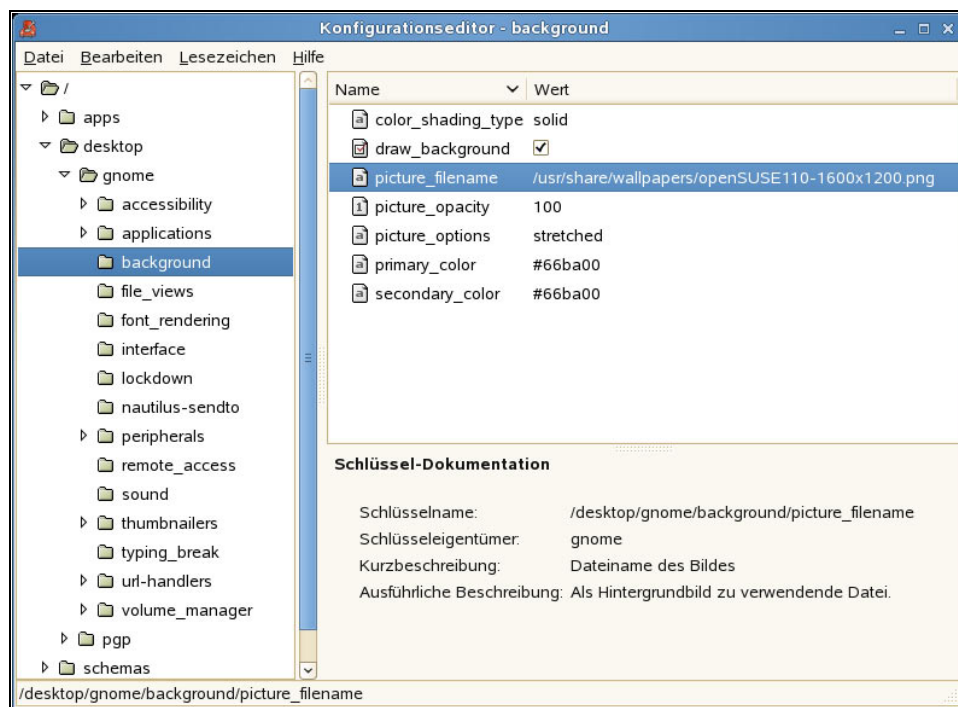 Konfigurationseditor - background
Datei Bearbeiten Lesezeichen Hilfe
/
apps
desktop
gnome
accessibility
applications
background
file_views
font_rendering
interface
lockdown
nautilus-sendto
peripherals
remote_access
sound
thumbnailers
typing_break
url-handlers
volume_manager
pgp
schemas
Name Wert
color_shading_type solid
draw_background
picture_filename /usr/share/wallpapers/openSUSE110-1600x1200.png
picture_opacity 100
picture_options stretched
primary_color #66ba00
secondary_color #66ba00
Schlüssel-Dokumentation
Schlüsselname: /desktop/gnome/background/picture_filename
Schlüsseleigentümer: gnome
Kurzbeschreibung: Dateiname des Bildes
Ausführliche Beschreibung: Als Hintergrundbild zu verwendende Datei.
/desktop/gnome/background/picture_filename